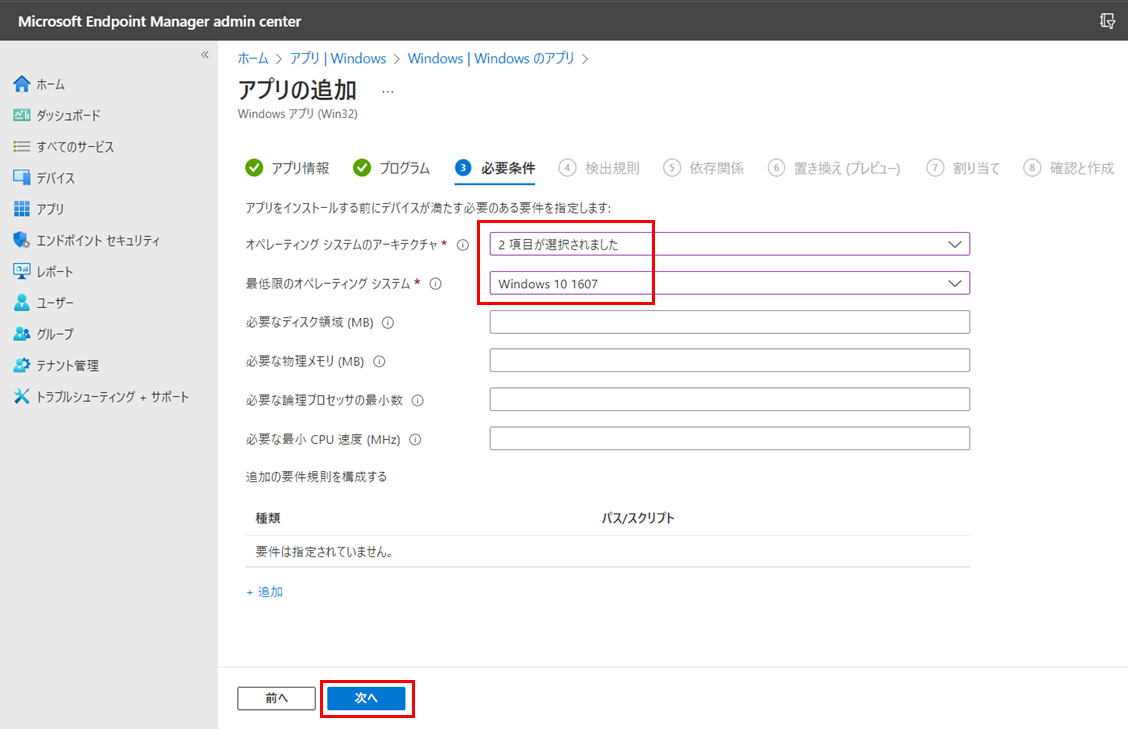 Microsoft Endpoint Manager admin center
«
ホーム
ダッシュボード
すべてのサービス
デバイス
アプリ
エンドポイント セキュリティ
レポート
ユーザー
グループ
テナント管理
トラブルシューティング + サポート
ホーム > アプリ | Windows > Windows | Windows のアプリ >
アプリの追加 ...
Windows アプリ (Win32)
アプリ情報 プログラム 3 必要条件 4 検出規則 5 依存関係 6 置き換え (プレビュー) 7 割り当て 8 確認と作成
アプリをインストールする前にデバイスが満たす必要のある要件を指定します:
オペレーティング システムのアーキテクチャ * 2 項目が選択されました
最低限のオペレーティング システム * Windows 10 1607
必要なディスク領域 (MB)
必要な物理メモリ (MB)
必要な論理プロセッサの最小数
必要な最小 CPU 速度 (MHz)
追加の要件規則を構成する
種類 パス/スクリプト
要件は指定されていません。
+ 追加
前へ 次へ